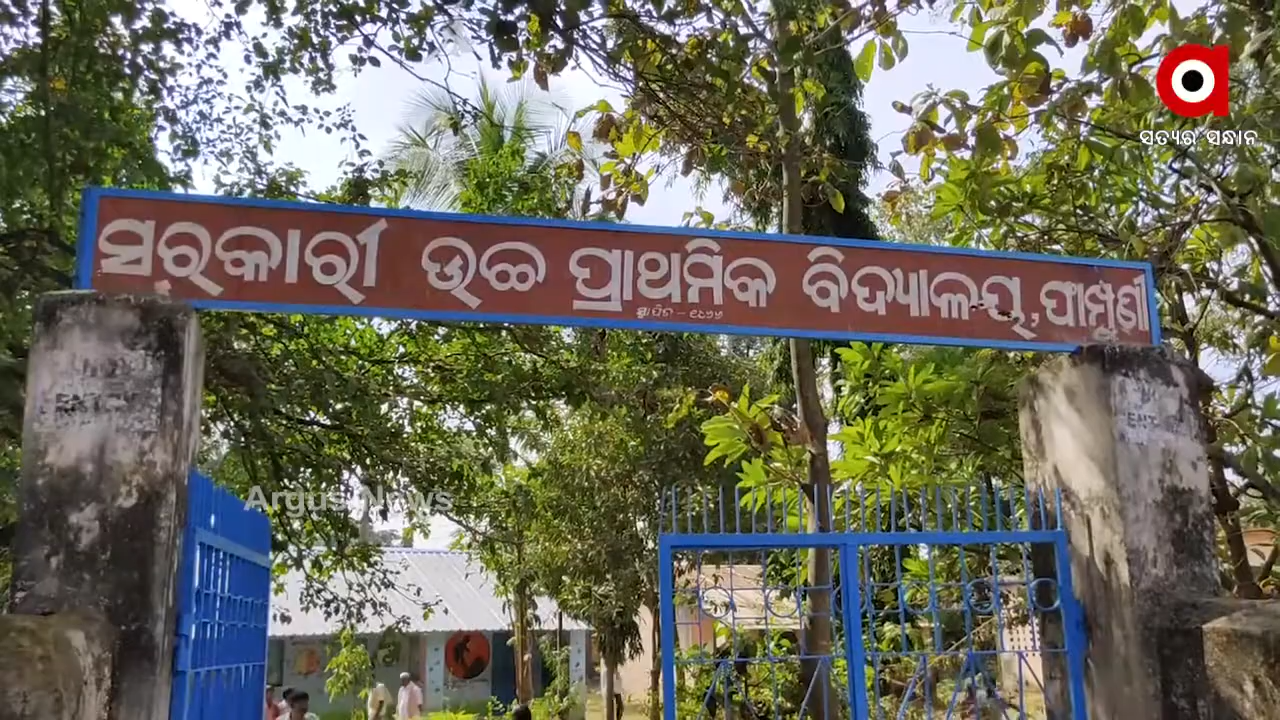 ସତ୍ୟର ସନ୍ଧାନ
ସରକାରୀ ଉଚ୍ଚ ପ୍ରାଥମିକ ବିଦ୍ୟାଳୟ,
ସ୍ଥାପିତ -
Argus News